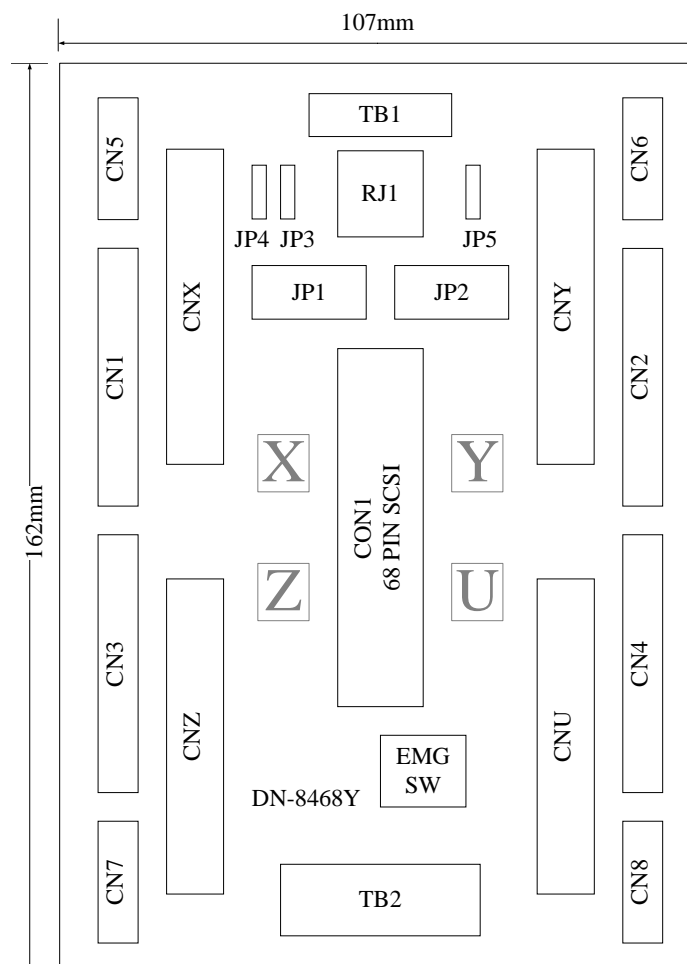 107mm
162mm
TB1
CN5
CN6
RJ1
JP4
JP3
JP5
CNX
CNY
JP1
JP2
CN1
CN2
X
Y
CON1
68 PIN SCSI
Z
U
CN3
CN4
CNZ
CNU
EMG
SW
DN-8468Y
CN7
CN8
TB2